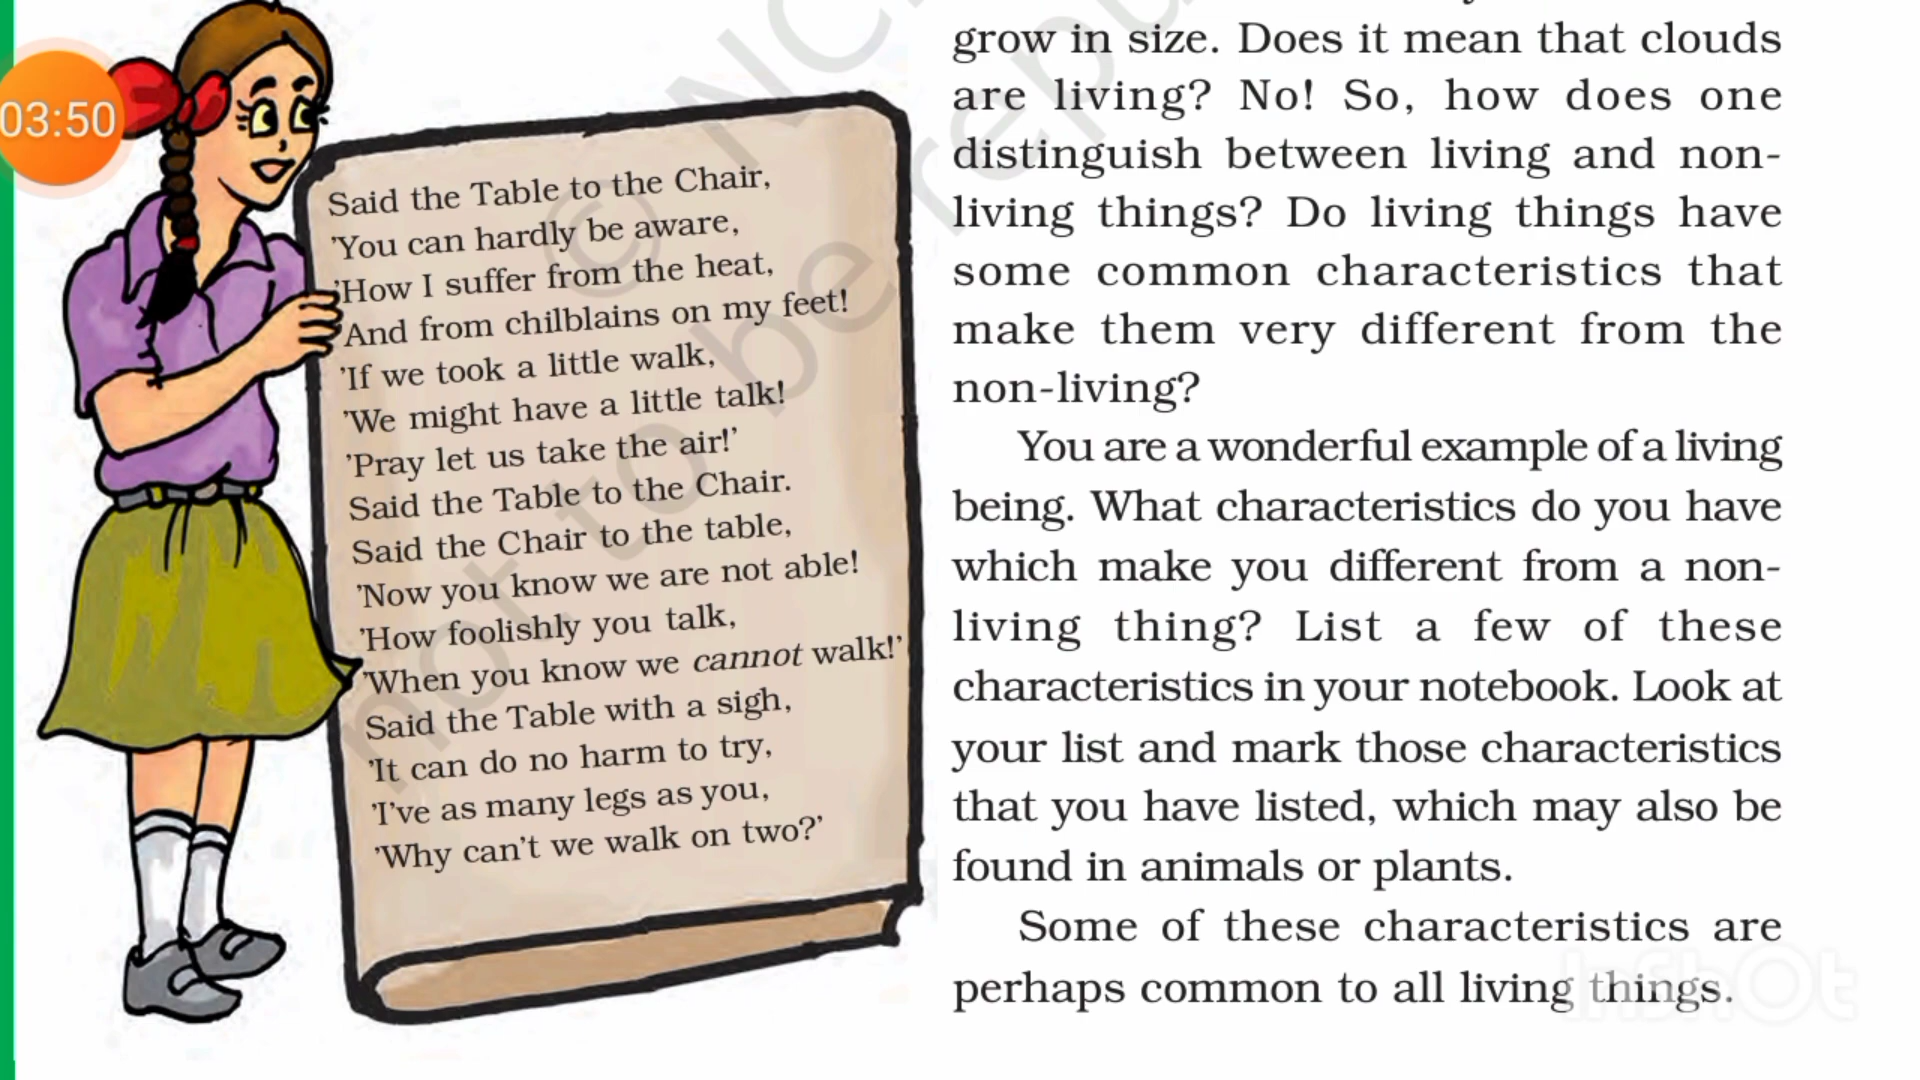 03:50
Said the Table to the Chair,
'You can hardly be aware,
'How I suffer from the heat,
'And from chilblains on my feet!
'If we took a little walk,
'We might have a little talk!
'Pray let us take the air!'
Said the Table to the Chair.
Said the Chair to the table,
'Now you know we are not able!
'How foolishly you talk,
'When you know we cannot walk!'
Said the Table with a sigh,
'It can do no harm to try,
'I've as many legs as you,
'Why can't we walk on two?'
grow in size. Does it mean that clouds
are living? No! So, how does one
distinguish between living and non-
living things? Do living things have
some common characteristics that
make them very different from the
non-living?
You are a wonderful example of a living
being. What characteristics do you have
which make you different from a non-
living thing? List a few of these
characteristics in your notebook. Look at
your list and mark those characteristics
that you have listed, which may also be
found in animals or plants.
Some of these characteristics are
perhaps common to all living things.
© NC
not to be repu
InShOt